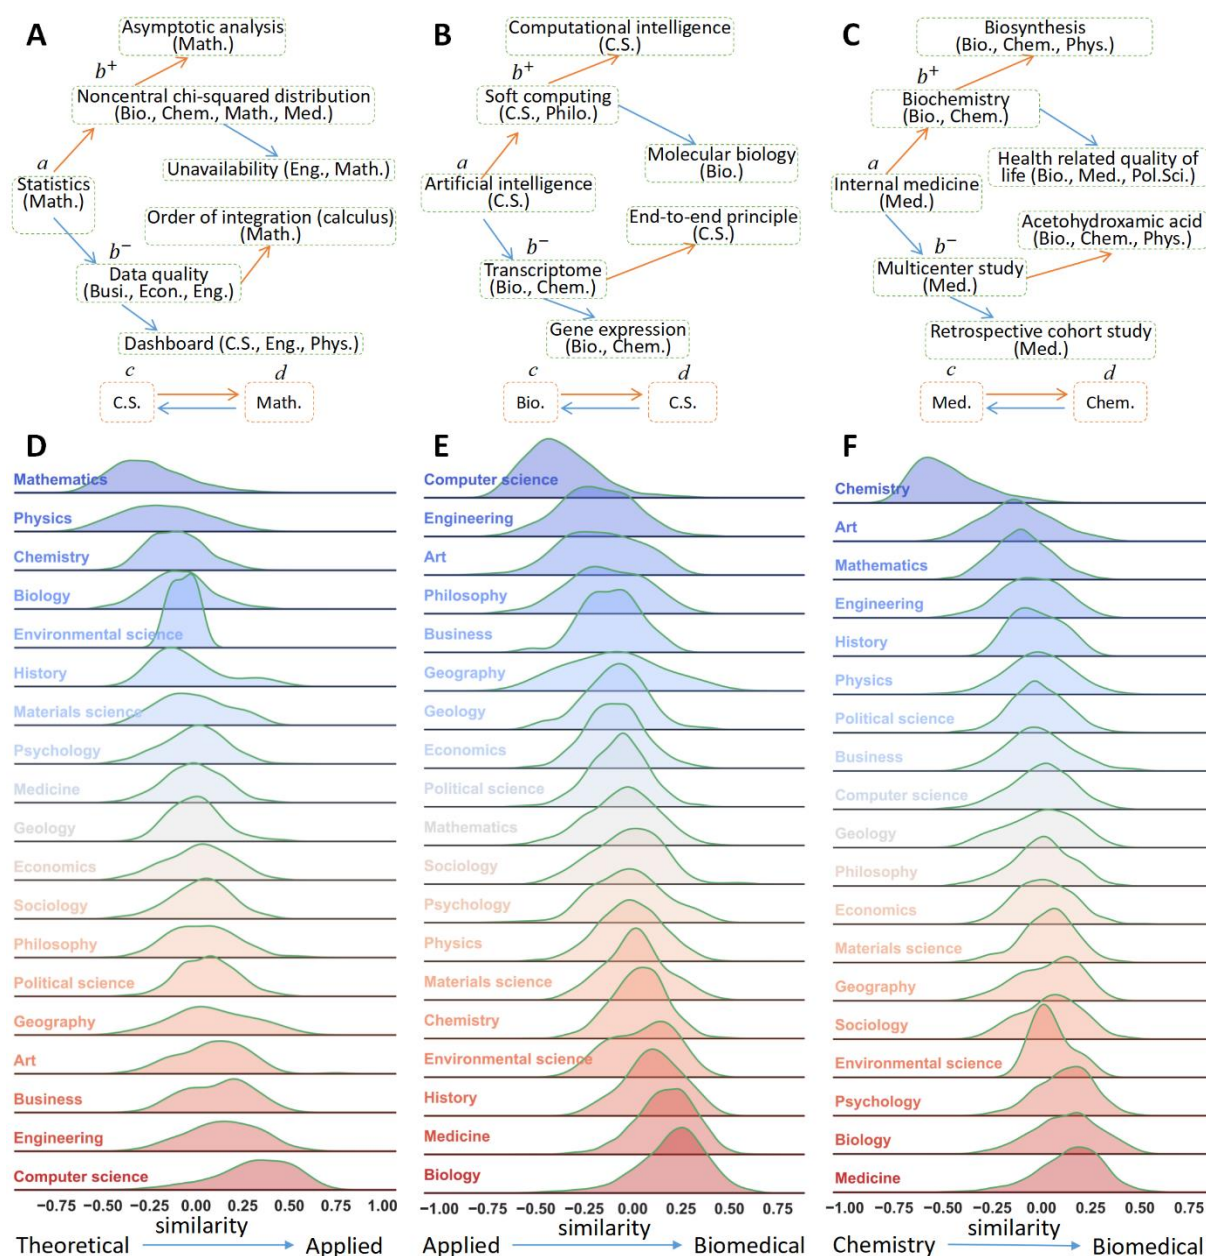 A
Asymptotic analysis
(Math.)
b+
Noncentral chi-squared distribution
(Bio., Chem., Math., Med.)
a
Unavailability (Eng., Math.)
Statistics
(Math.)
Order of integration (calculus)
(Math.)
b−
Data quality
(Busi., Econ., Eng.)
Dashboard (C.S., Eng., Phys.)
c
d
C.S.
Math.
B
Computational intelligence
(C.S.)
b+
Soft computing
(C.S., Philo.)
a
Molecular biology
(Bio.)
Artificial intelligence
(C.S.)
End-to-end principle
(C.S.)
b−
Transcriptome
(Bio., Chem.)
Gene expression
(Bio., Chem.)
c
d
Bio.
C.S.
C
Biosynthesis
(Bio., Chem., Phys.)
b+
Biochemistry
(Bio., Chem.)
a
Health related quality of
life (Bio., Med., Pol.Sci.)
Internal medicine
(Med.)
Acetohydroxamic acid
(Bio., Chem., Phys.)
b−
Multicenter study
(Med.)
Retrospective cohort study
(Med.)
c
d
Med.
Chem.
D
Mathematics
Physics
Chemistry
Biology
Environmental science
History
Materials science
Psychology
Medicine
Geology
Economics
Sociology
Philosophy
Political science
Geography
Art
Business
Engineering
Computer science
−0.75 −0.50 −0.25 0.00 0.25 0.50 0.75 1.00
similarity
Theoretical
Applied
E
Computer science
Engineering
Art
Philosophy
Business
Geography
Geology
Economics
Political science
Mathematics
Sociology
Psychology
Physics
Materials science
Chemistry
Environmental science
History
Medicine
Biology
−1.00 −0.75 −0.50 −0.25 0.00 0.25 0.50 0.75
similarity
Applied
Biomedical
F
Chemistry
Art
Mathematics
Engineering
History
Physics
Political science
Business
Computer science
Geology
Philosophy
Economics
Materials science
Geography
Sociology
Environmental science
Psychology
Biology
Medicine
−1.00 −0.75 −0.50 −0.25 0.00 0.25 0.50 0.75
similarity
Chemistry
Biomedical